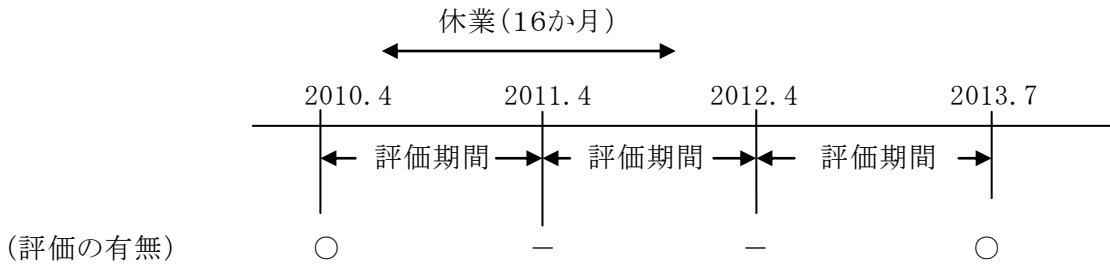 休業(16か月)
2010.4 2011.4 2012.4 2013.7
評価期間 評価期間 評価期間
(評価の有無) ○ － － ○